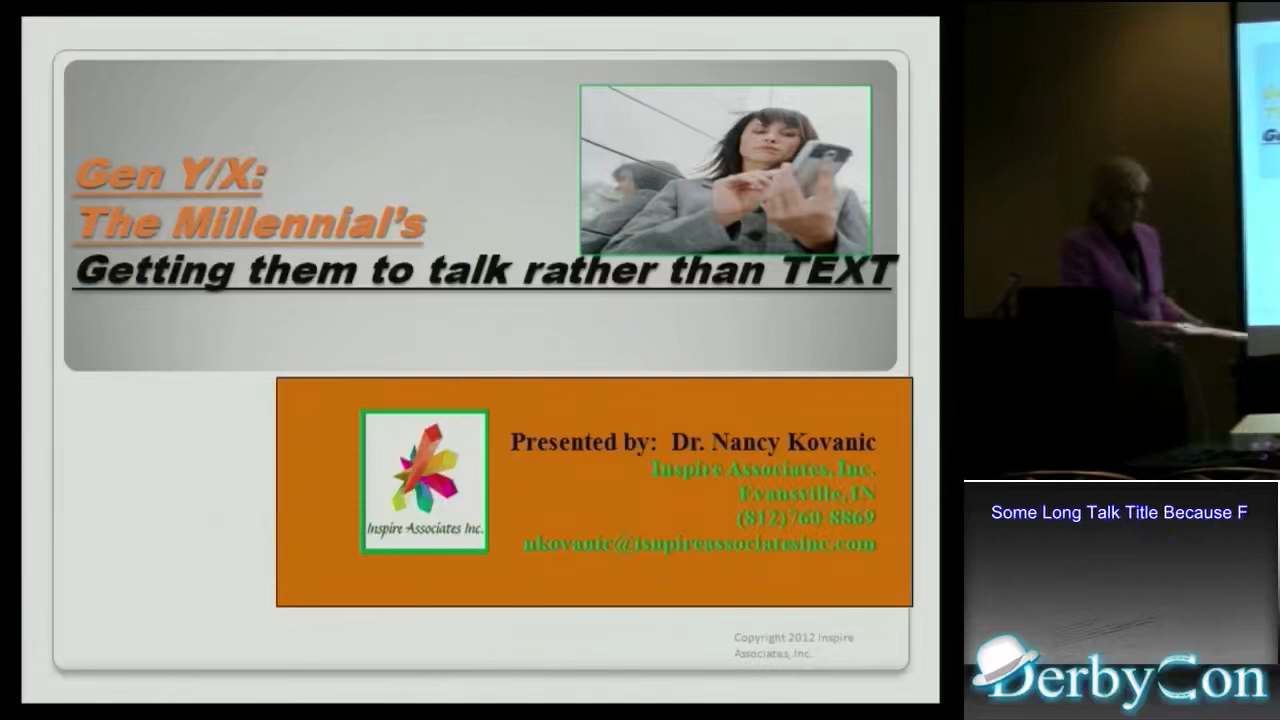 Gen Y/X:
The Millennial's
Getting them to talk rather than TEXT
Inspire Associates Inc.
Presented by: Dr. Nancy Kovanic
Inspire Associates, Inc.
Evansville, IN
(812)760-8869
nkovanic@isnpireassociatesinc.com
Copyright 2012 Inspire
Associates, Inc.
Some Long Talk Title Because F
DerbyCon